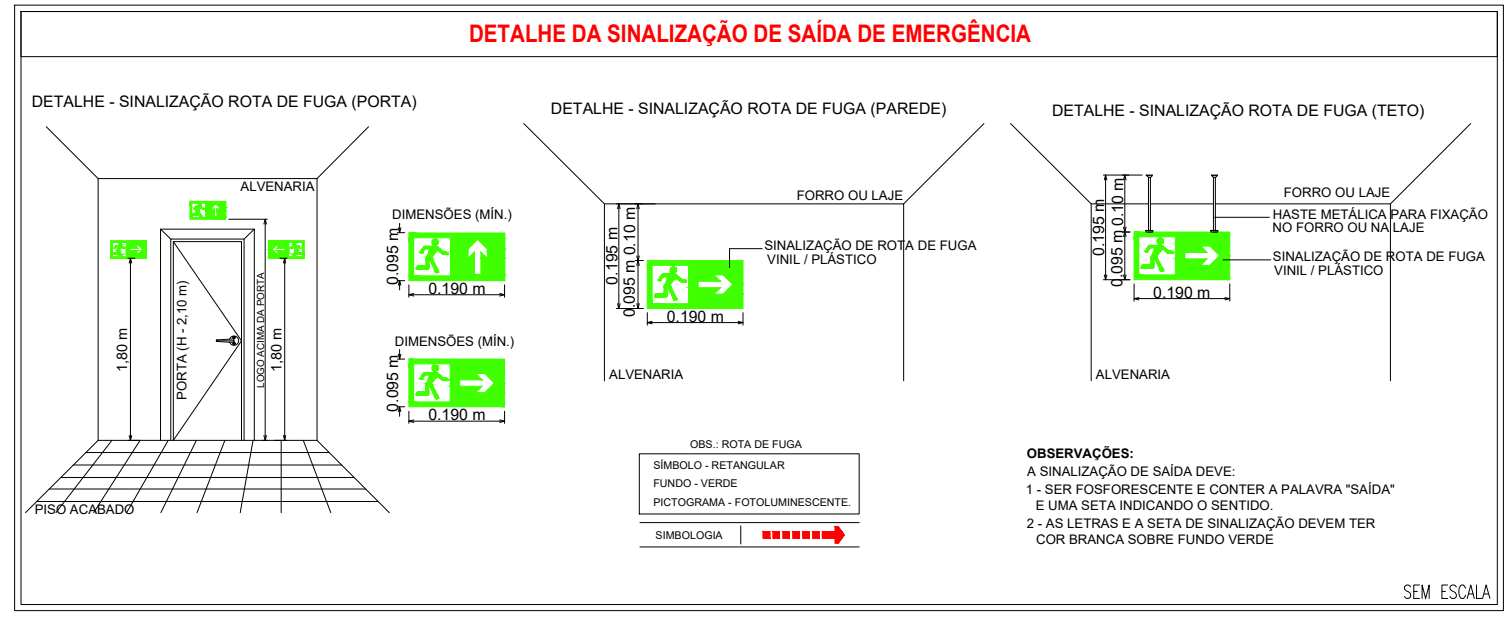 DETALHE DA SINALIZAÇÃO DE SAÍDA DE EMERGÊNCIA
DETALHE - SINALIZAÇÃO ROTA DE FUGA (PORTA)
ALVENARIA
1,80 m
PORTA (H - 2,10 m)
LOGO ACIMA DA PORTA
1,80 m
PISO ACABADO
DIMENSÕES (MÍN.)
0.095 m
0.190 m
DIMENSÕES (MÍN.)
0.095 m
0.190 m
DETALHE - SINALIZAÇÃO ROTA DE FUGA (PAREDE)
FORRO OU LAJE
0.195 m
0.10 m
0.095 m
0.190 m
SINALIZAÇÃO DE ROTA DE FUGA
VINIL / PLÁSTICO
ALVENARIA
DETALHE - SINALIZAÇÃO ROTA DE FUGA (TETO)
FORRO OU LAJE
0.195 m
0.10 m
0.095 m
0.190 m
HASTE METÁLICA PARA FIXAÇÃO
NO FORRO OU NA LAJE
SINALIZAÇÃO DE ROTA DE FUGA
VINIL / PLÁSTICO
ALVENARIA
OBS.: ROTA DE FUGA
SÍMBOLO - RETANGULAR
FUNDO - VERDE
PICTOGRAMA - FOTOLUMINESCENTE.
SIMBOLOGIA
OBSERVAÇÕES:
A SINALIZAÇÃO DE SAÍDA DEVE:
1 - SER FOSFORESCENTE E CONTER A PALAVRA "SAÍDA"
E UMA SETA INDICANDO O SENTIDO.
2 - AS LETRAS E A SETA DE SINALIZAÇÃO DEVEM TER
COR BRANCA SOBRE FUNDO VERDE
SEM ESCALA